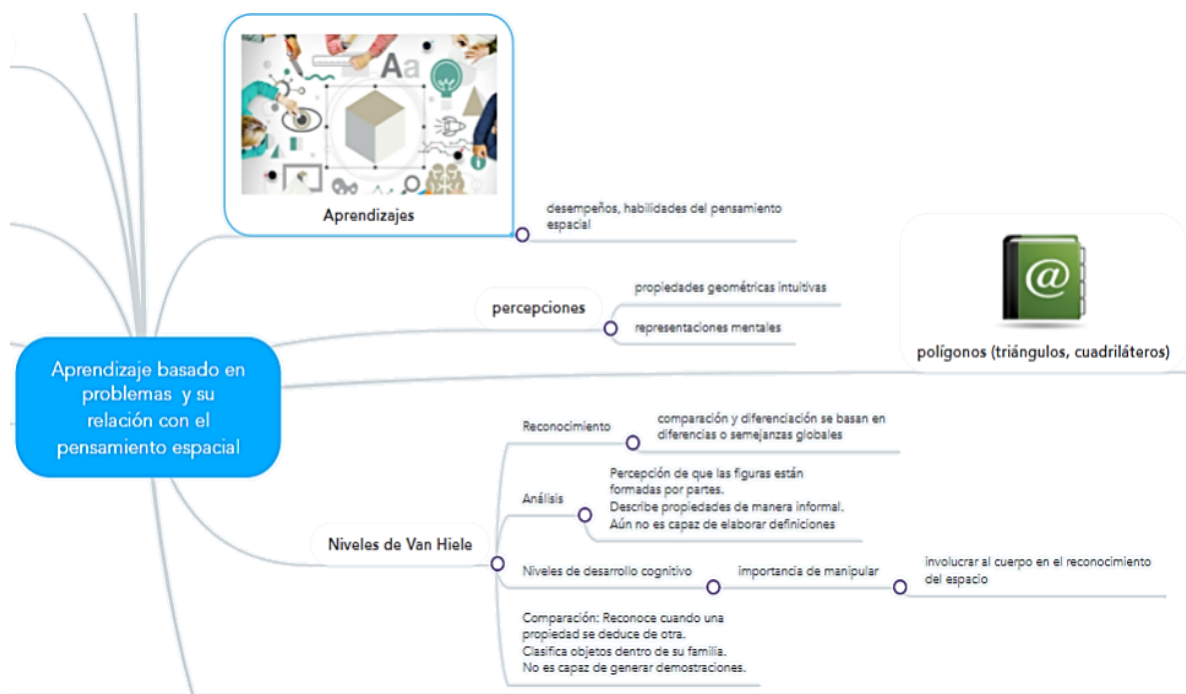 Aa
Aprendizajes
desempeños, habilidades del pensamiento
espacial
percepciones
propiedades geométricas intuitivas
representaciones mentales
@
polígonos (triángulos, cuadriláteros)
Aprendizaje basado en
problemas y su
relación con el
pensamiento espacial
Niveles de Van Hiele
Reconocimiento
comparación y diferenciación se basan en
diferencias o semejanzas globales
Análisis
Percepción de que las figuras están
formadas por partes.
Describe propiedades de manera informal.
Aún no es capaz de elaborar definiciones
Niveles de desarrollo cognitivo
importancia de manipular
involucrar al cuerpo en el reconocimiento
del espacio
Comparación: Reconoce cuando una
propiedad se deduce de otra.
Clasifica objetos dentro de su familia.
No es capaz de generar demostraciones.